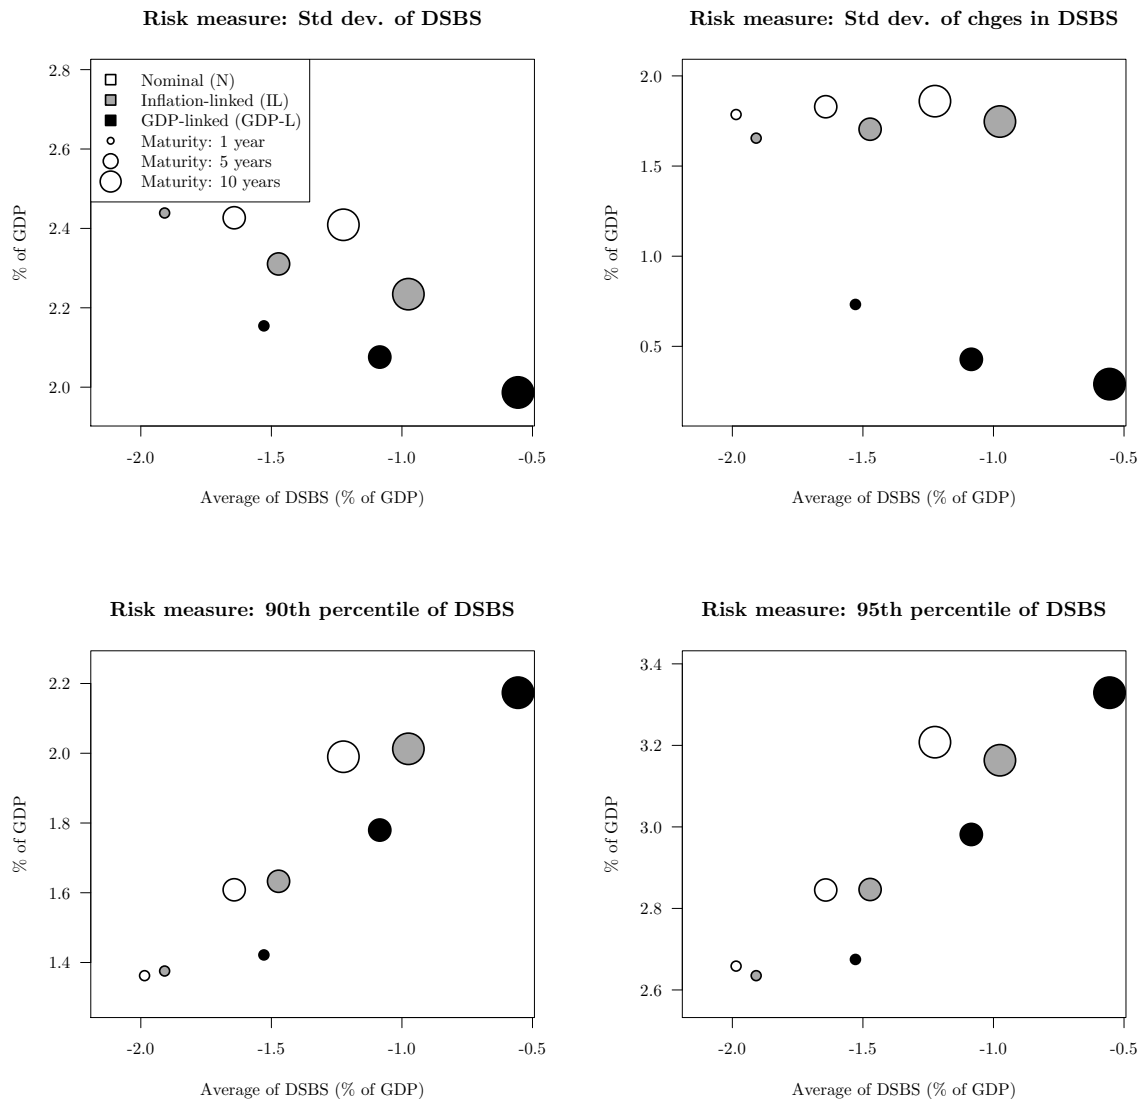 Risk measure: Std dev. of DSBS
2.8
2.6
2.4
2.2
2.0
% of GDP
Nominal (N)
Inflation-linked (IL)
GDP-linked (GDP-L)
Maturity: 1 year
Maturity: 5 years
Maturity: 10 years
-2.0 -1.5 -1.0 -0.5
Average of DSBS (% of GDP)
Risk measure: Std dev. of chges in DSBS
2.0
1.5
1.0
0.5
% of GDP
-2.0 -1.5 -1.0 -0.5
Average of DSBS (% of GDP)
Risk measure: 90th percentile of DSBS
2.2
2.0
1.8
1.6
1.4
% of GDP
-2.0 -1.5 -1.0 -0.5
Average of DSBS (% of GDP)
Risk measure: 95th percentile of DSBS
3.4
3.2
3.0
2.8
2.6
% of GDP
-2.0 -1.5 -1.0 -0.5
Average of DSBS (% of GDP)